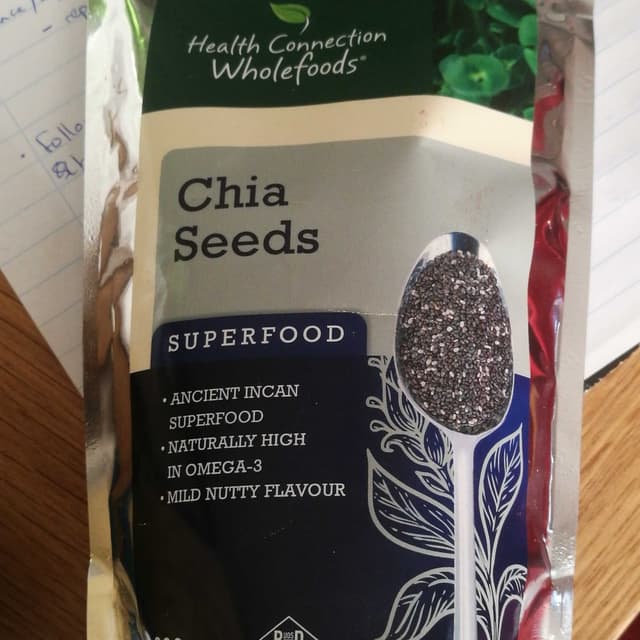 Health Connection
Wholefoods®
Chia
Seeds
SUPERFOOD
• ANCIENT INCAN
SUPERFOOD
• NATURALLY HIGH
IN OMEGA-3
• MILD NUTTY FLAVOUR